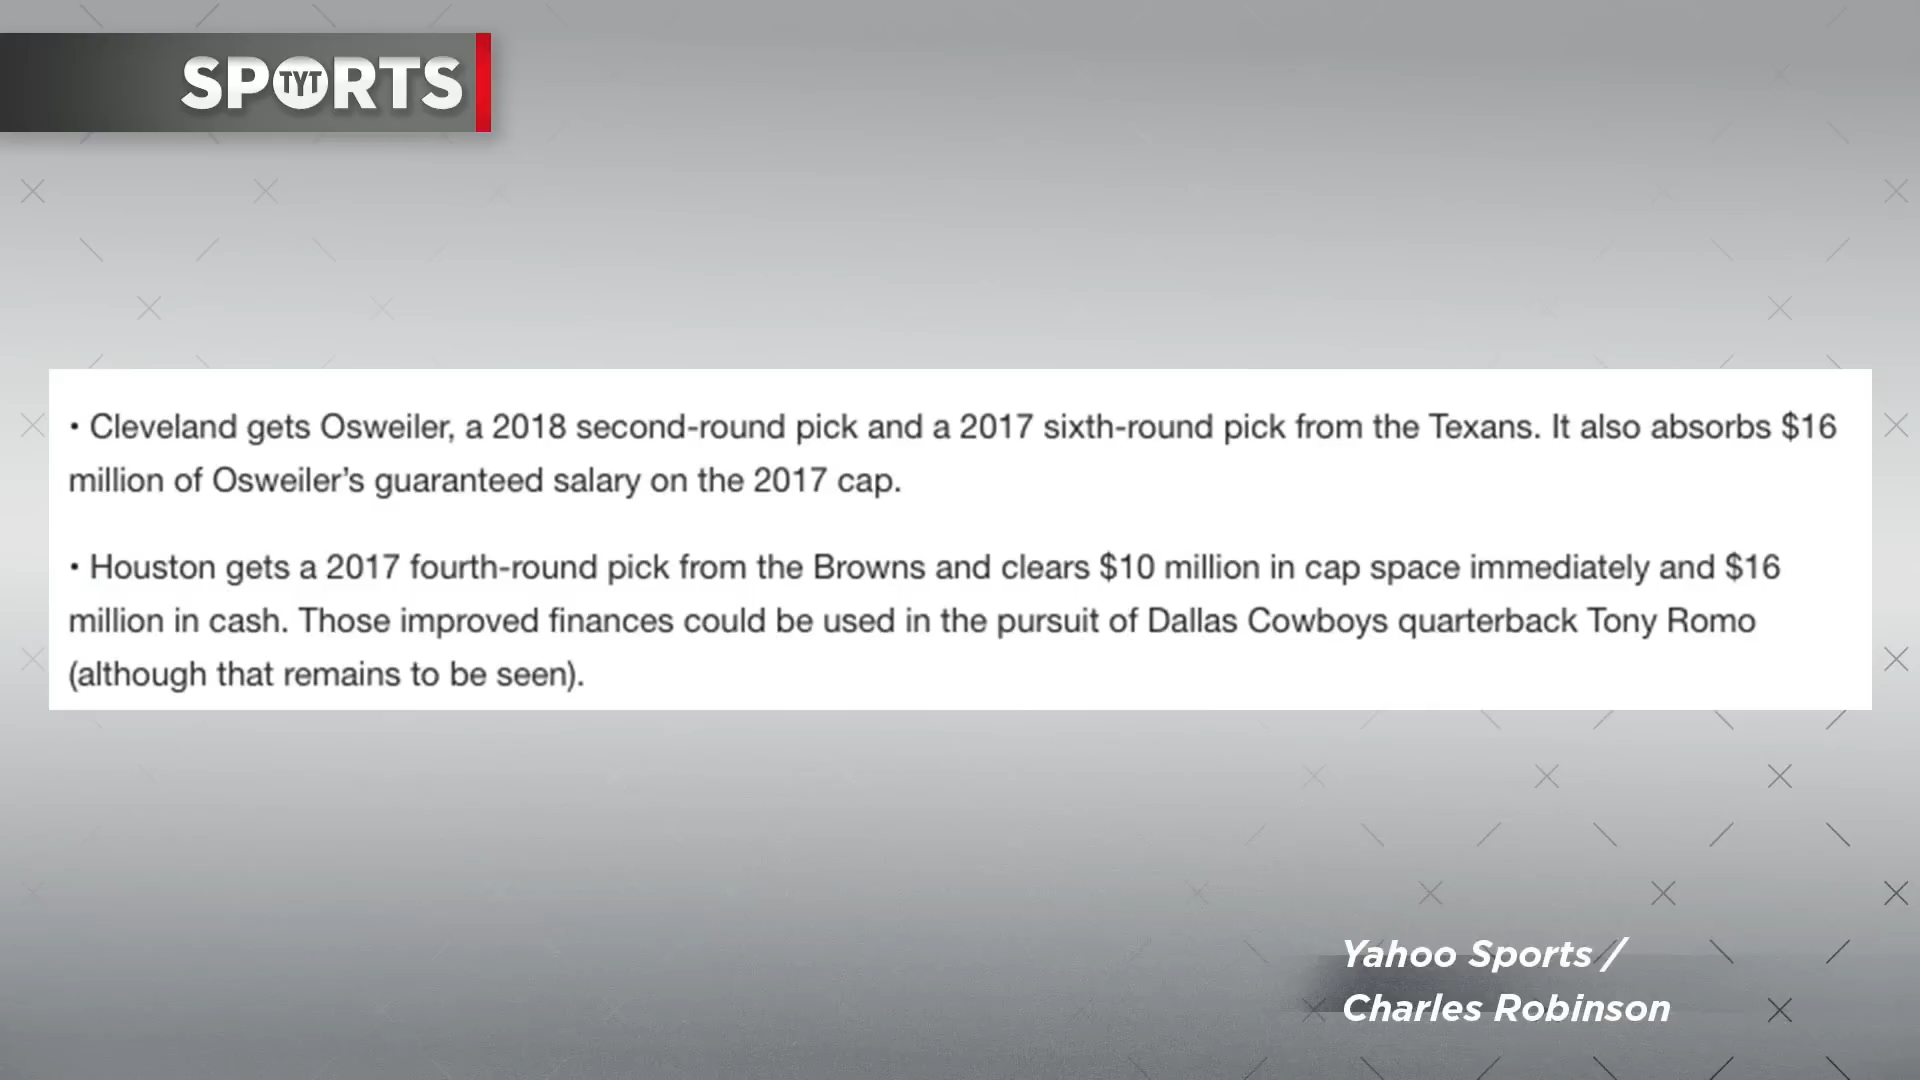 SPTYTRTS
• Cleveland gets Osweiler, a 2018 second-round pick and a 2017 sixth-round pick from the Texans. It also absorbs $16
million of Osweiler’s guaranteed salary on the 2017 cap.
• Houston gets a 2017 fourth-round pick from the Browns and clears $10 million in cap space immediately and $16
million in cash. Those improved finances could be used in the pursuit of Dallas Cowboys quarterback Tony Romo
(although that remains to be seen).
Yahoo Sports /
Charles Robinson